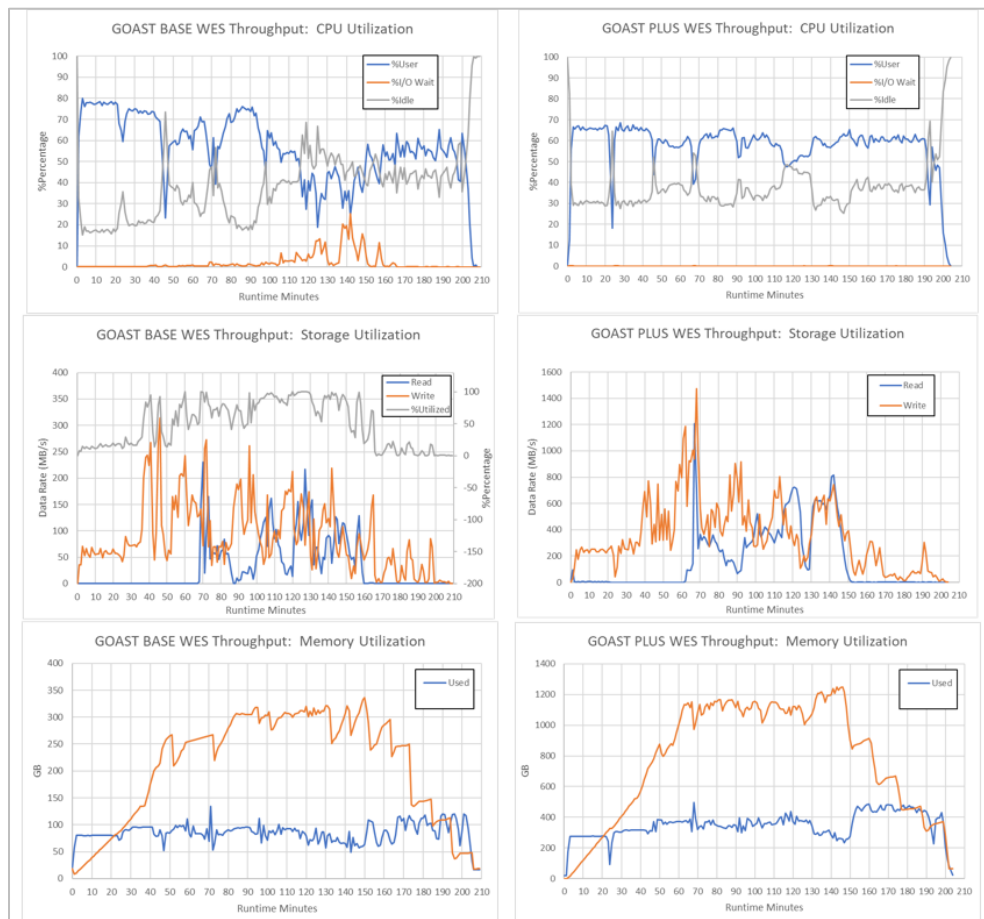 GOAST BASE WES Throughput: CPU Utilization
%User
%I/O Wait
%Idle
%Percentage
100
90
80
70
60
50
40
30
20
10
0
0 10 20 30 40 50 60 70 80 90 100 110 120 130 140 150 160 170 180 190 200 210
Runtime Minutes
GOAST PLUS WES Throughput: CPU Utilization
%User
%I/O Wait
%Idle
%Percentage
100
90
80
70
60
50
40
30
20
10
0
0 10 20 30 40 50 60 70 80 90 100 110 120 130 140 150 160 170 180 190 200 210
Runtime Minutes
GOAST BASE WES Throughput: Storage Utilization
Read
Write
%Utilized
Data Rate (MB/s)
400
350
300
250
200
150
100
50
0
100
50
0
-50
-100
-150
-200
%Percentage
0 10 20 30 40 50 60 70 80 90 100 110 120 130 140 150 160 170 180 190 200 210
Runtime Minutes
GOAST PLUS WES Throughput: Storage Utilization
Read
Write
Data Rate (MB/s)
1600
1400
1200
1000
800
600
400
200
0
0 10 20 30 40 50 60 70 80 90 100 110 120 130 140 150 160 170 180 190 200 210
Runtime Minutes
GOAST BASE WES Throughput: Memory Utilization
Used
GB
400
350
300
250
200
150
100
50
0
0 10 20 30 40 50 60 70 80 90 100 110 120 130 140 150 160 170 180 190 200 210
Runtime Minutes
GOAST PLUS WES Throughput: Memory Utilization
Used
GB
1400
1200
1000
800
600
400
200
0
0 10 20 30 40 50 60 70 80 90 100 110 120 130 140 150 160 170 180 190 200 210
Runtime Minutes